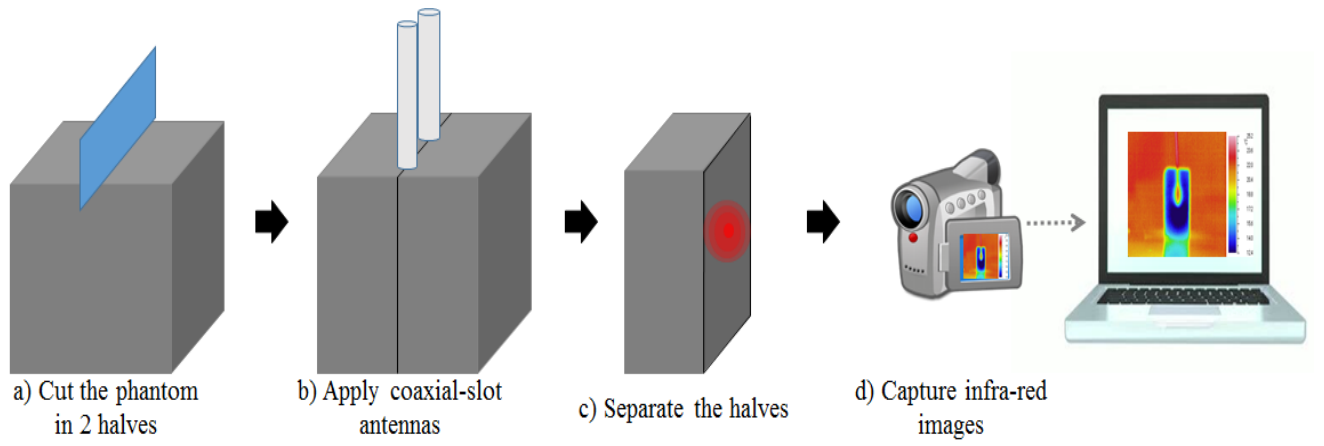 a) Cut the phantom
in 2 halves
b) Apply coaxial-slot
antennas
c) Separate the halves
d) Capture infra-red
images